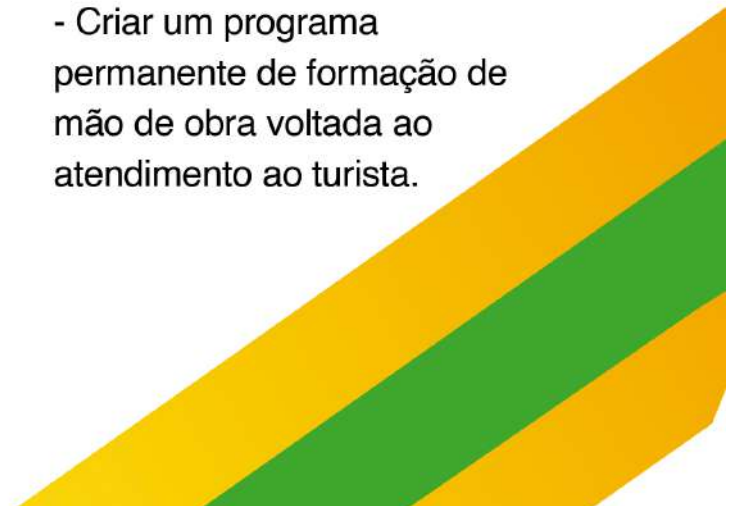 - Criar um programa
permanente de formação de
mão de obra voltada ao
atendimento ao turista.